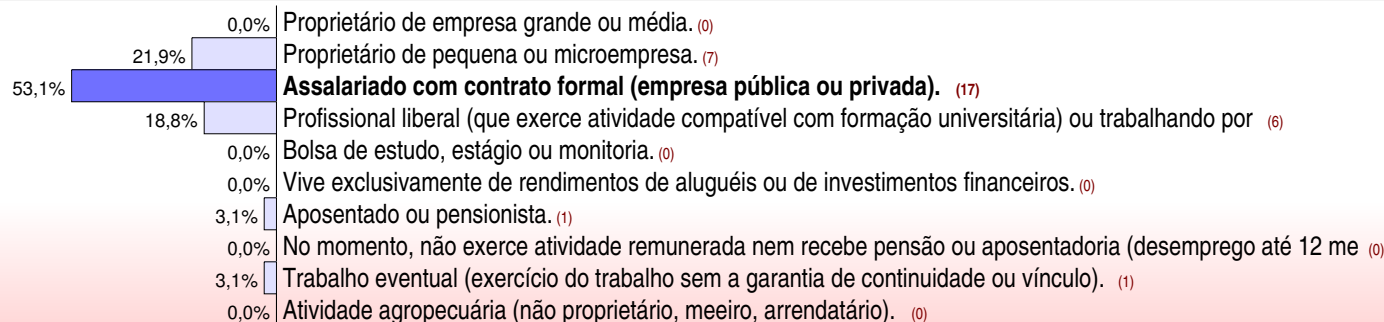 0,0% Proprietário de empresa grande ou média. (0)
21,9% Proprietário de pequena ou microempresa. (7)
53,1% Assalariado com contrato formal (empresa pública ou privada). (17)
18,8% Profissional liberal (que exerce atividade compatível com formação universitária) ou trabalhando por (6)
0,0% Bolsa de estudo, estágio ou monitoria. (0)
0,0% Vive exclusivamente de rendimentos de aluguéis ou de investimentos financeiros. (0)
3,1% Aposentado ou pensionista. (1)
0,0% No momento, não exerce atividade remunerada nem recebe pensão ou aposentadoria (desemprego até 12 me (0)
3,1% Trabalho eventual (exercício do trabalho sem a garantia de continuidade ou vínculo). (1)
0,0% Atividade agropecuária (não proprietário, meeiro, arrendatário). (0)